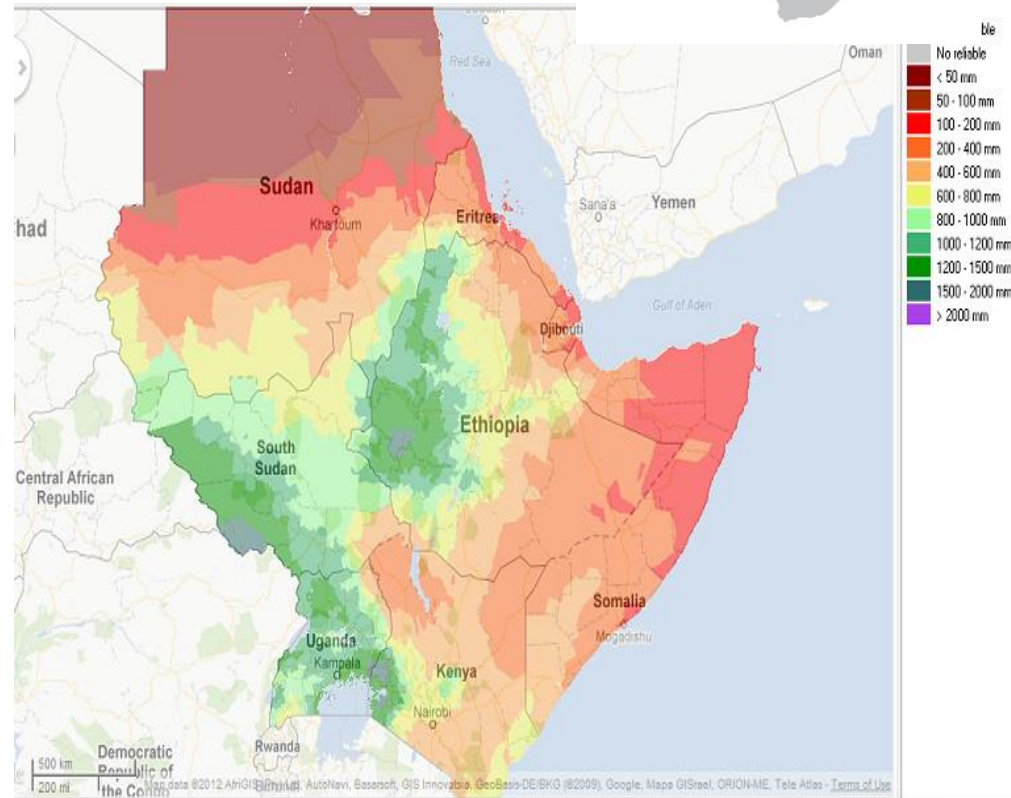 ble
No reliable
< 50 mm
50 - 100 mm
100 - 200 mm
200 - 400 mm
400 - 600 mm
600 - 800 mm
800 - 1000 mm
1000 - 1200 mm
1200 - 1500 mm
1500 - 2000 mm
> 2000 mm
Red Sea
Oman
Sudan
Khartoum
Eritrea
Sana'a
Yemen
had
Gulf of Aden
Djibouti
Ethiopia
South
Sudan
Central African
Republic
Somalia
Mogadishu
Uganda
Kampala
Kenya
Nairobi
Rwanda
Democratic
Republic of
the Congo
Burundi
500 km
200 mi
Map data ©2012 AfriGIS (Pty) Ltd, AutoNavi, Basarsoft, GIS Innovatsia, GeoBasis-DE/BKG (©2009), Google, Mapa GISrael, ORION-ME, Tele Atlas - Terms of Use